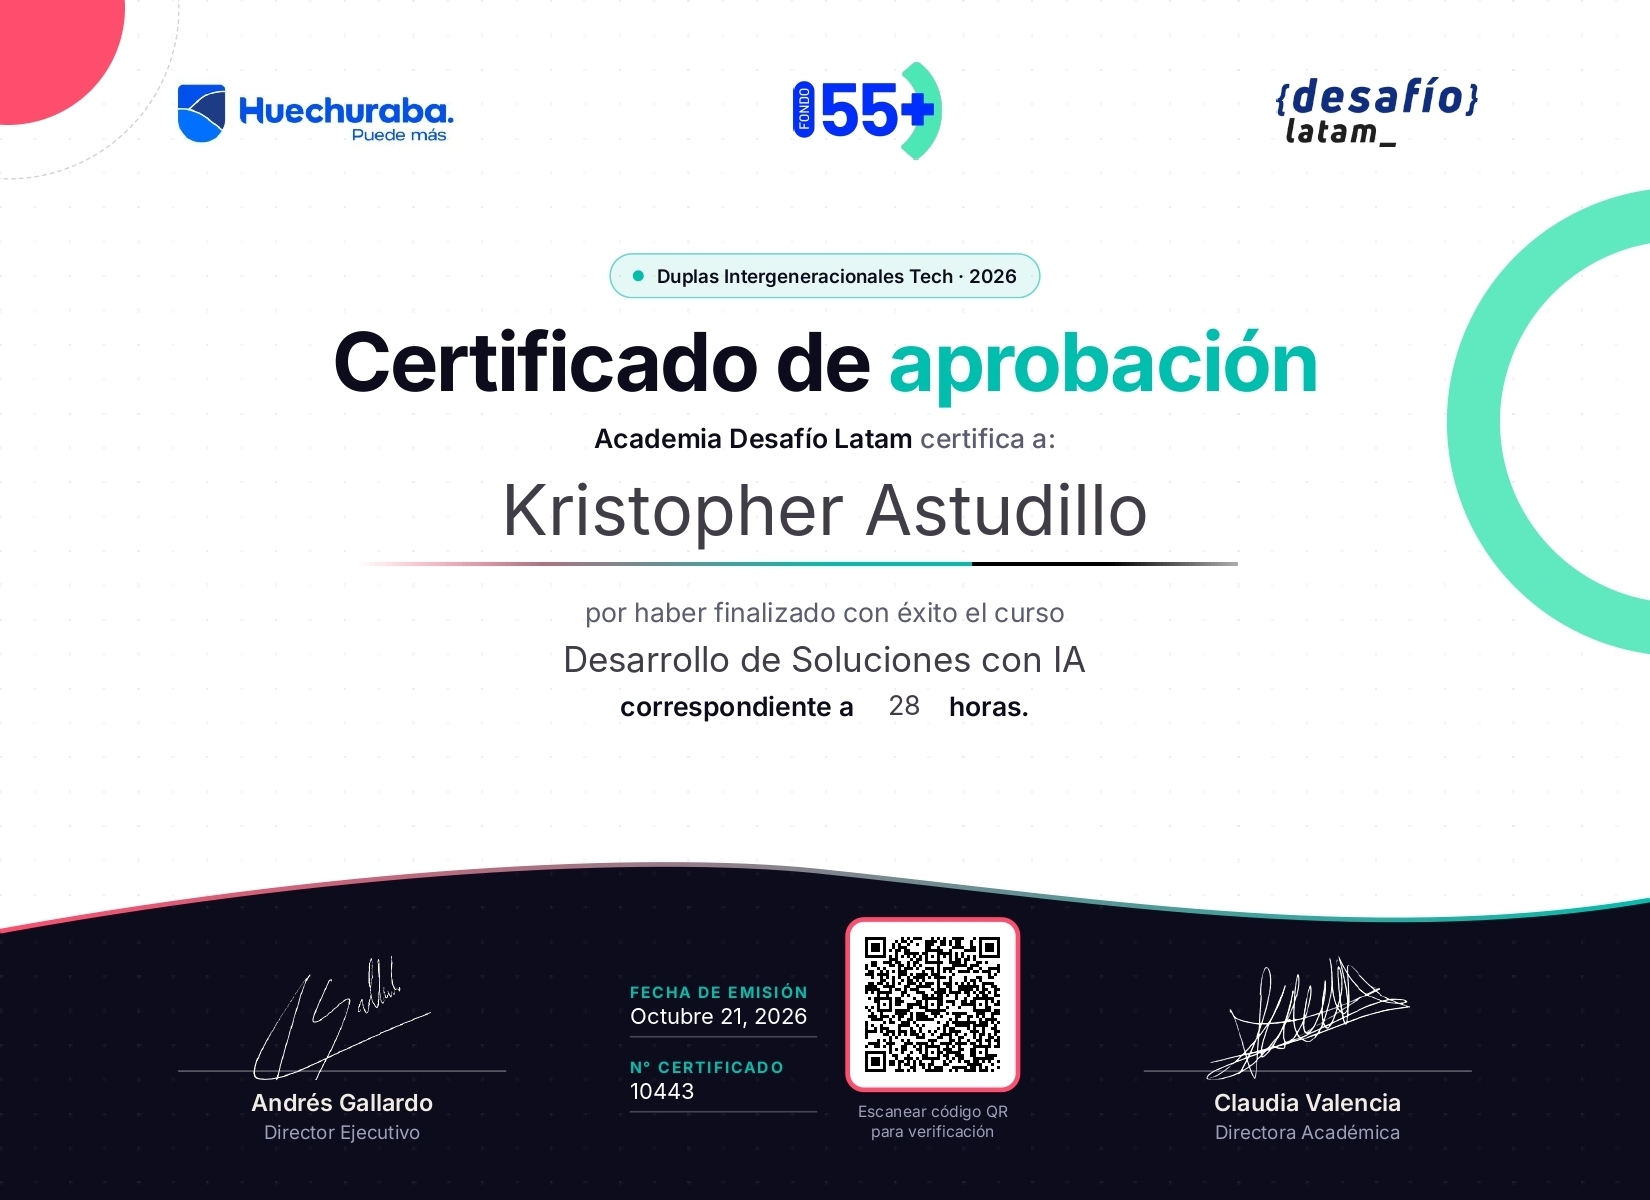 Huechuraba.
Puede más
FONDO
55+
{desafío}
latam_
Duplas Intergeneracionales Tech · 2026
Certificado de aprobación
Academia Desafío Latam certifica a:
Kristopher Astudillo
por haber finalizado con éxito el curso
Desarrollo de Soluciones con IA
correspondiente a 28 horas.
FECHA DE EMISIÓN
Octubre 21, 2026
N° CERTIFICADO
10443
Escanear código QR
para verificación
Andrés Gallardo
Director Ejecutivo
Claudia Valencia
Directora Académica